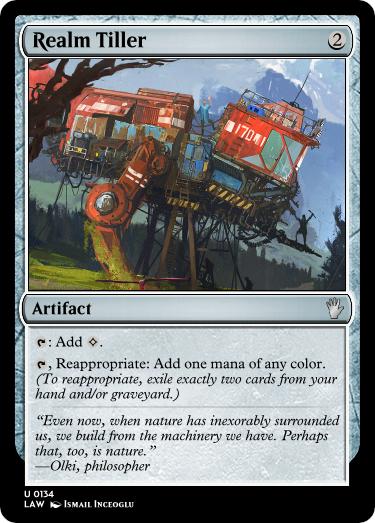 Realm Tiller 2
1701
Artifact
: Add .
, Reappropriate: Add one mana of any color.
(To reappropriate, exile exactly two cards from your
hand and/or graveyard.)
“Even now, when nature has inexorably surrounded
us, we build from the machinery we have. Perhaps
that, too, is nature.”
—Olki, philosopher
U 0134
LAW Ismail Inceoglu